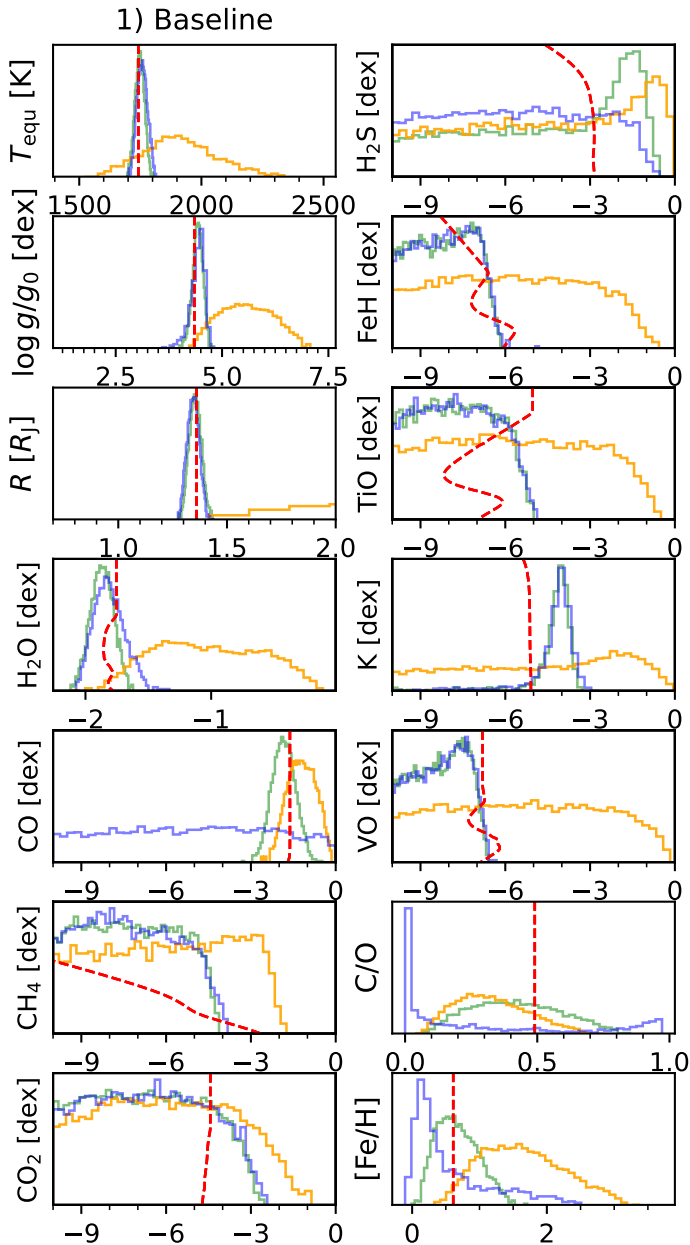 1) Baseline
T_equ [K]
1500 2000 2500
H₂S [dex]
−9 −6 −3 0
log g/g₀ [dex]
2.5 5.0 7.5
FeH [dex]
−9 −6 −3 0
R [R_J]
1.0 1.5 2.0
TiO [dex]
−9 −6 −3 0
H₂O [dex]
−2 −1
K [dex]
−9 −6 −3 0
CO [dex]
−9 −6 −3 0
VO [dex]
−9 −6 −3 0
CH₄ [dex]
−9 −6 −3 0
C/O
0.0 0.5 1.0
CO₂ [dex]
−9 −6 −3 0
[Fe/H]
0 2